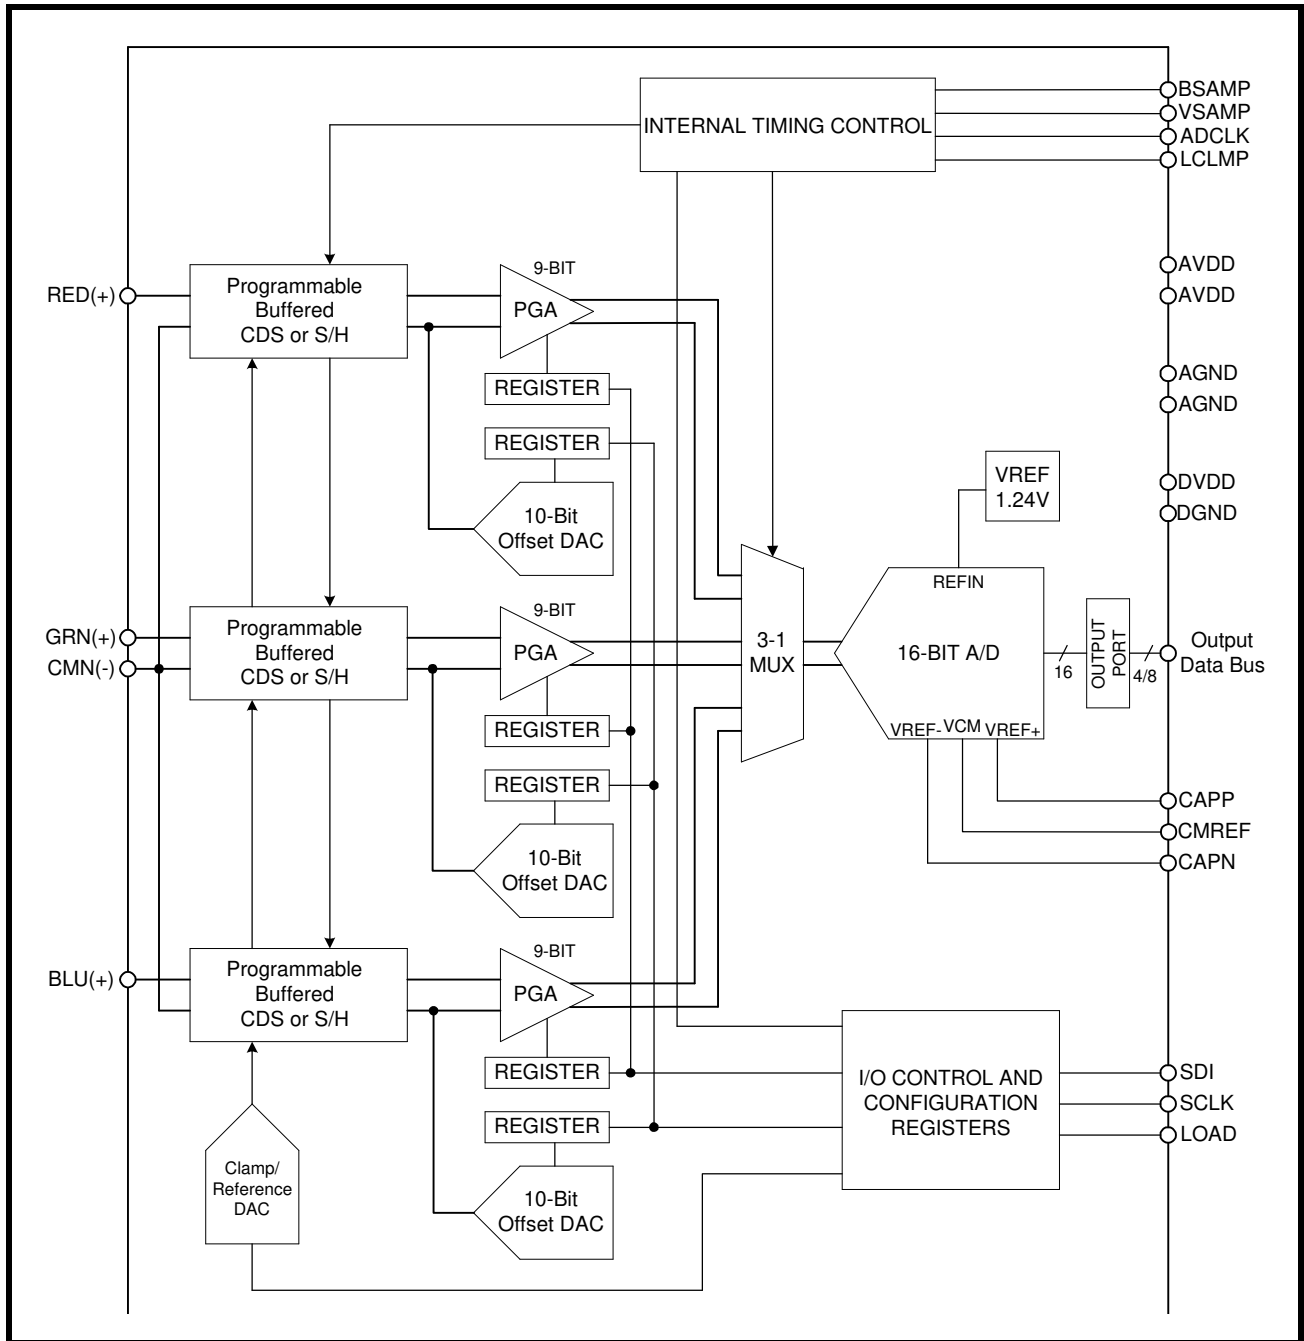 BSAMP
VSAMP
INTERNAL TIMING CONTROL
ADCLK
LCLMP
AVDD
AVDD
AGND
AGND
DVDD
DGND
RED(+)
Programmable
Buffered
CDS or S/H
9-BIT
PGA
REGISTER
REGISTER
10-Bit
Offset DAC
VREF
1.24V
GRN(+)
CMN(-)
Programmable
Buffered
CDS or S/H
9-BIT
PGA
REGISTER
REGISTER
10-Bit
Offset DAC
3-1
MUX
REFIN
16-BIT A/D
VREF-
VCM
VREF+
16
OUTPUT
PORT
4/8
Output
Data Bus
CAPP
CMREF
CAPN
BLU(+)
Programmable
Buffered
CDS or S/H
9-BIT
PGA
REGISTER
REGISTER
10-Bit
Offset DAC
Clamp/
Reference
DAC
I/O CONTROL AND
CONFIGURATION
REGISTERS
SDI
SCLK
LOAD